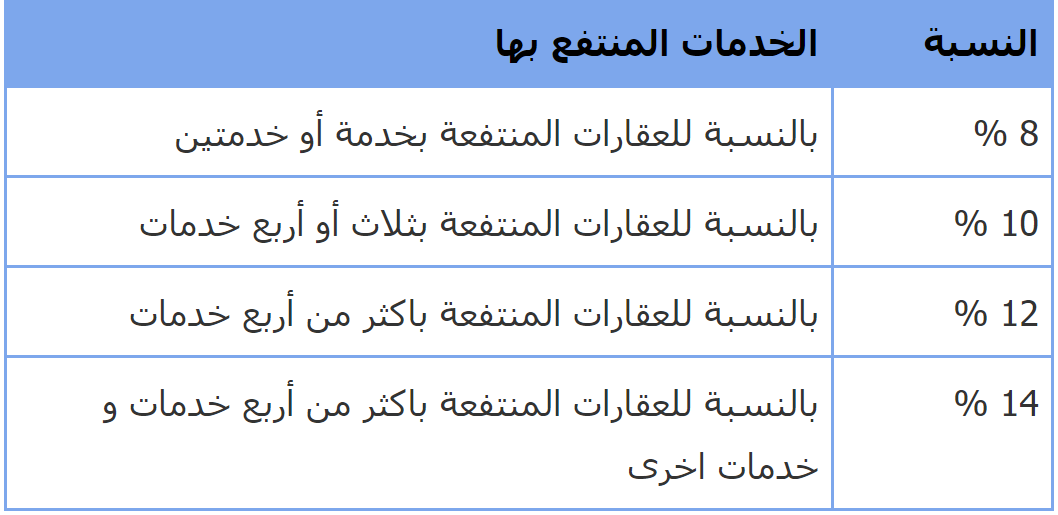 النسبة الخدمات المنتفع بها
8 % بالنسبة للعقارات المنتفعة بخدمة أو خدمتين
10 % بالنسبة للعقارات المنتفعة بثلاث أو أربع خدمات
12 % بالنسبة للعقارات المنتفعة باكثر من أربع خدمات
14 % بالنسبة للعقارات المنتفعة باكثر من أربع خدمات و
خدمات اخرى